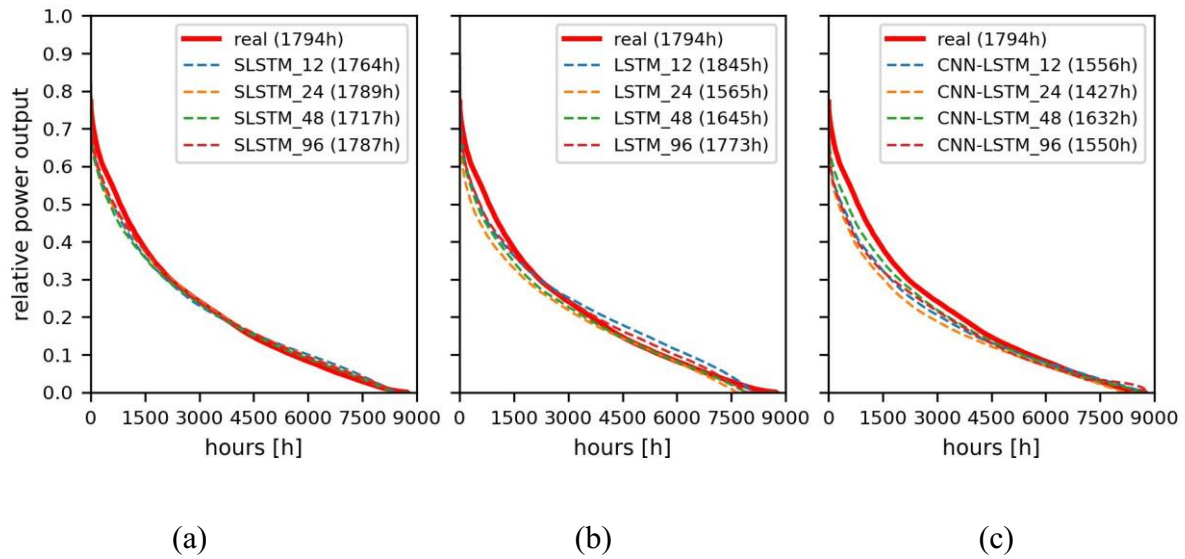 relative power output
1.0
0.9
0.8
0.7
0.6
0.5
0.4
0.3
0.2
0.1
0.0
real (1794h)
SLSTM_12 (1764h)
SLSTM_24 (1789h)
SLSTM_48 (1717h)
SLSTM_96 (1787h)
0 1500 3000 4500 6000 7500 9000
hours [h]
(a)
real (1794h)
LSTM_12 (1845h)
LSTM_24 (1565h)
LSTM_48 (1645h)
LSTM_96 (1773h)
0 1500 3000 4500 6000 7500 9000
hours [h]
(b)
real (1794h)
CNN-LSTM_12 (1556h)
CNN-LSTM_24 (1427h)
CNN-LSTM_48 (1632h)
CNN-LSTM_96 (1550h)
0 1500 3000 4500 6000 7500 9000
hours [h]
(c)